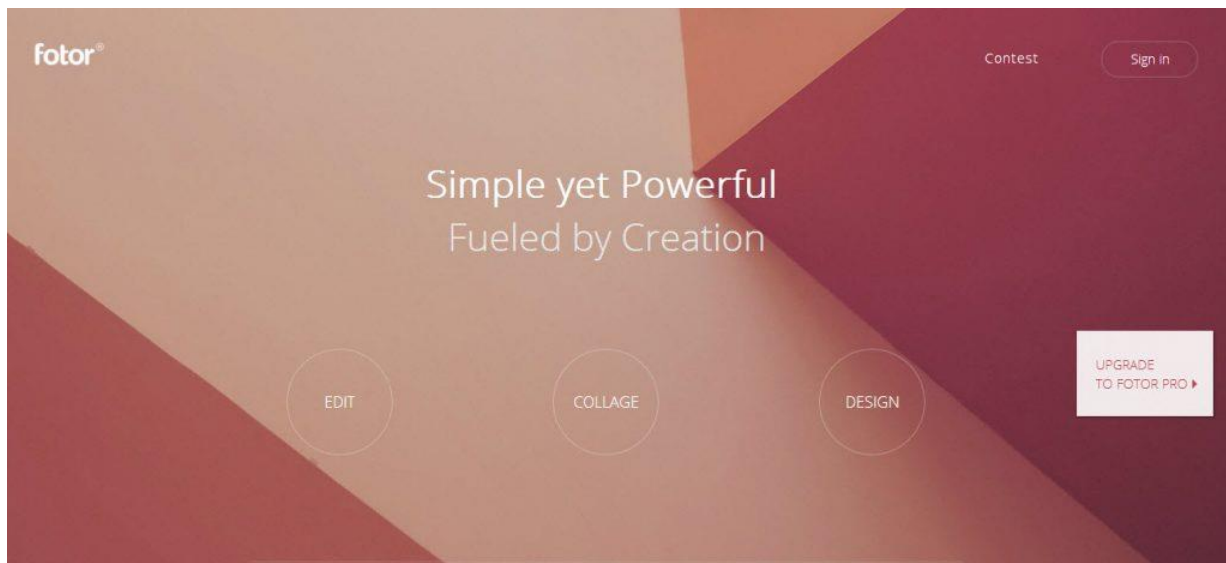 fotor®
Contest
Sign in
Simple yet Powerful
Fueled by Creation
EDIT
COLLAGE
DESIGN
UPGRADE
TO FOTOR PRO